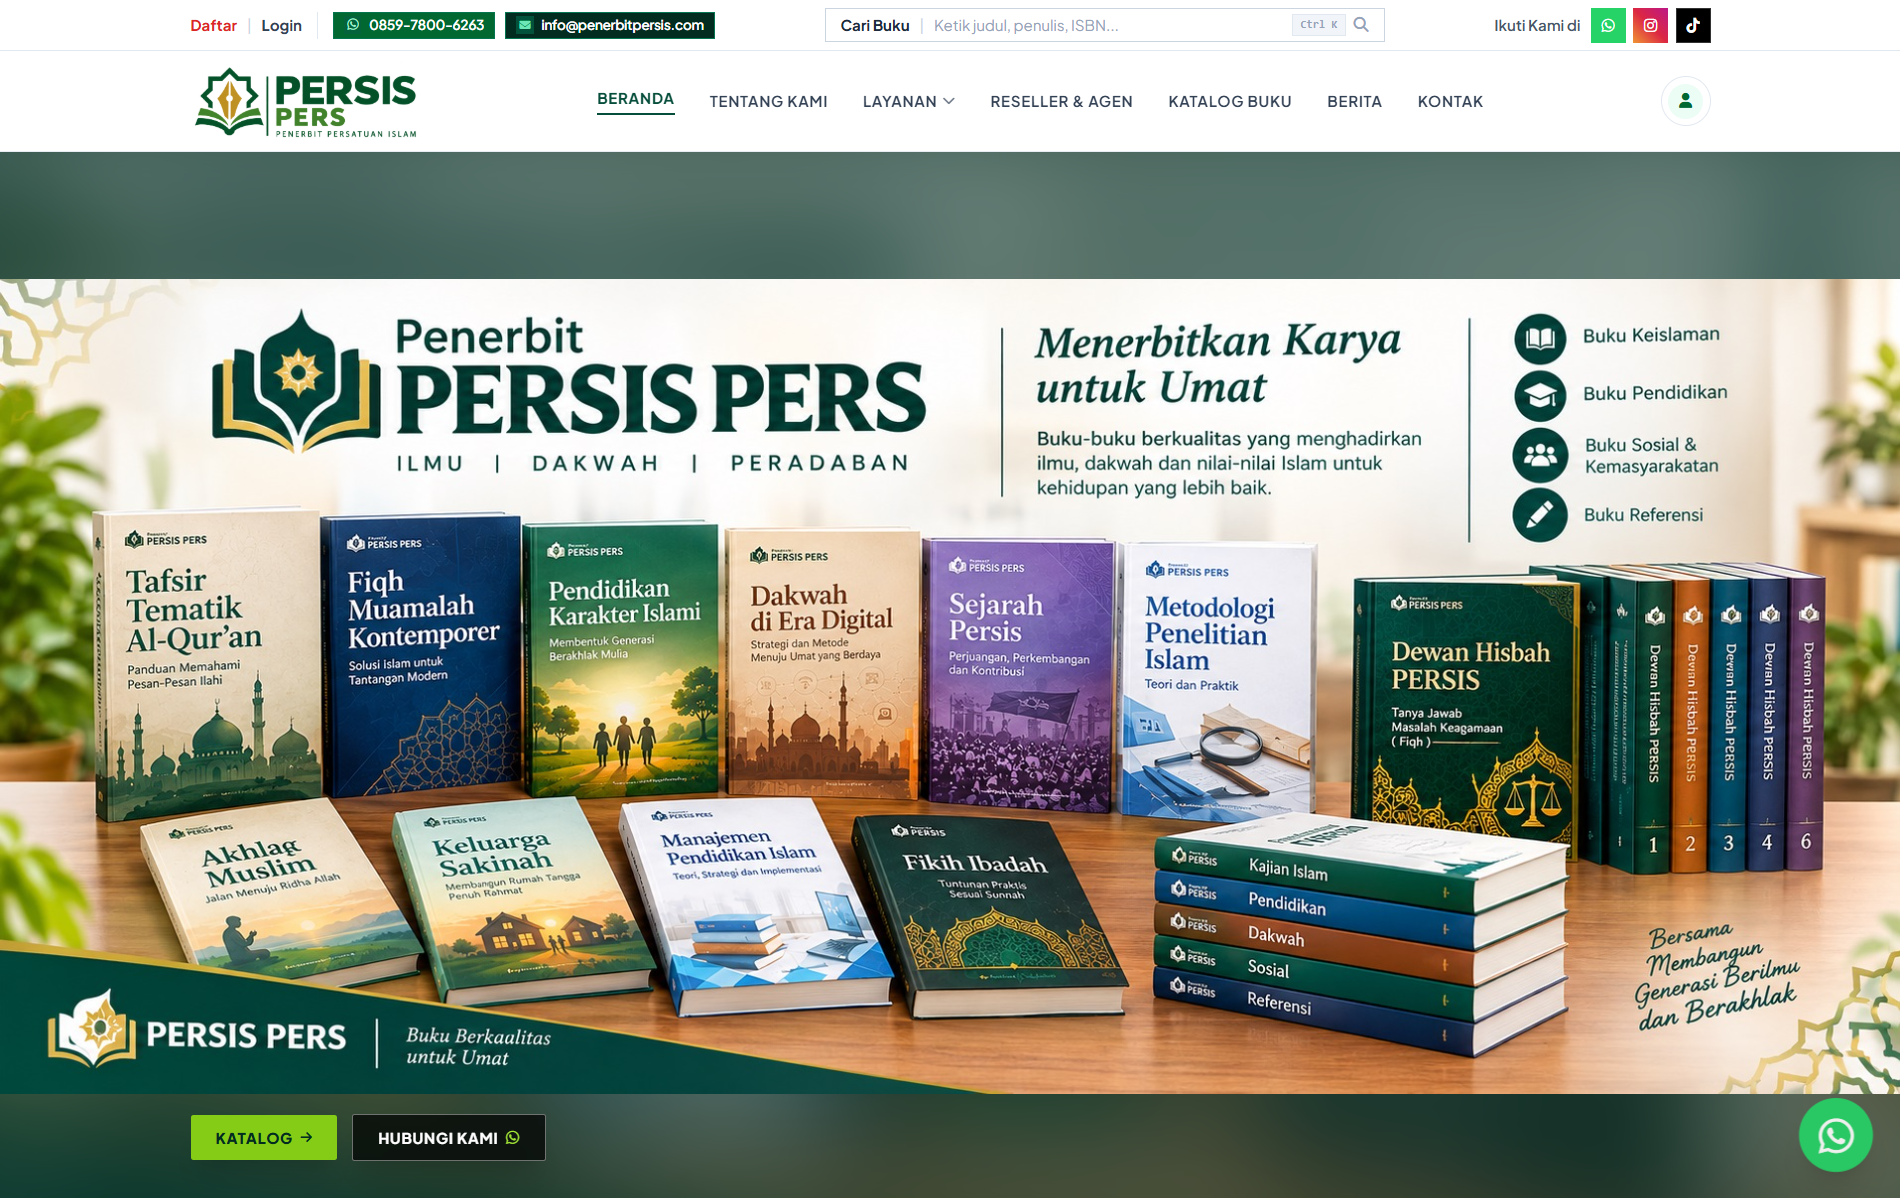 Daftar | Login
0859-7800-6263
info@penerbitpersis.com
Cari Buku | Ketik judul, penulis, ISBN...
Ctrl K
Ikuti Kami di
PERSIS
PERS
PENERBIT PERSATUAN ISLAM
BERANDA
TENTANG KAMI
LAYANAN
RESELLER & AGEN
KATALOG BUKU
BERITA
KONTAK
Penerbit
PERSIS PERS
ILMU | DAKWAH | PERADABAN
Menerbitkan Karya
untuk Umat
Buku-buku berkualitas yang menghadirkan
ilmu, dakwah dan nilai-nilai Islam untuk
kehidupan yang lebih baik.
Buku Keislaman
Buku Pendidikan
Buku Sosial &
Kemasyarakatan
Buku Referensi
PERSIS PERS
Tafsir
Tematik
Al-Qur'an
Panduan Memahami
Pesan-Pesan Ilahi
PERSIS PERS
Fiqh
Muamalah
Kontemporer
Solusi islam untuk
Tantangan Modern
PERSIS PERS
Pendidikan
Karakter Islami
Membentuk Generasi
Berakhlak Mulia
PERSIS PERS
Dakwah
di Era Digital
Strategi dan Metode
Menuju Umat yang Berdaya
PERSIS PERS
Sejarah
Persis
Perjuangan, Perkembangan
dan Kontribusi
PERSIS PERS
Metodologi
Penelitian
Islam
Teori dan Praktik
PERSIS PERS
Dewan Hisbah
PERSIS
Tanya Jawab
Masalah Keagamaan
( Fiqh )
Dewan Hisbah PERSIS
1
Dewan Hisbah PERSIS
2
Dewan Hisbah PERSIS
3
Dewan Hisbah PERSIS
4
Dewan Hisbah PERSIS
6
PERSIS PERS
Akhlag
Muslim
Jalan Menuju Ridha Allah
PERSIS PERS
Keluarga
Sakinah
Membangun Rumah Tangga
Penuh Rahmat
PERSIS PERS
Manajemen
Pendidikan Islam
Teori, Strategi dan Implementasi
PERSIS
Fikih Ibadah
Tuntunan Praktis
Sesuai Sunnah
PERSIS
Kajian Islam
PERSIS
Pendidikan
PERSIS
Dakwah
PERSIS
Sosial
PERSIS
Referensi
Bersama
Membangun
Generasi Berilmu
dan Berakhlak
PERSIS PERS
Buku Berkaalitas
untuk Umat
KATALOG
HUBUNGI KAMI